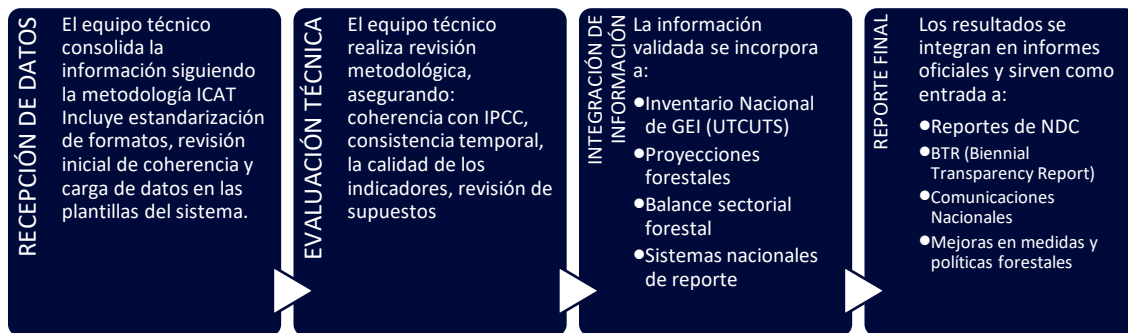 RECEPCIÓN DE DATOS
El equipo técnico
consolida la
información siguiendo
la metodología ICAT
Incluye estandarización
de formatos, revisión
inicial de coherencia y
carga de datos en las
plantillas del sistema.
EVALUACIÓN TÉCNICA
El equipo técnico
realiza revisión
metodológica,
asegurando:
coherencia con IPCC,
consistencia temporal,
la calidad de los
indicadores, revisión de
supuestos
INTEGRACIÓN DE
INFORMACIÓN
La información
validada se incorpora
a:
●Inventario Nacional
de GEI (UTCUTS)
●Proyecciones
forestales
●Balance sectorial
forestal
●Sistemas nacionales
de reporte
REPORTE FINAL
Los resultados se
integran en informes
oficiales y sirven como
entrada a:
●Reportes de NDC
●BTR (Biennial
Transparency Report)
●Comunicaciones
Nacionales
●Mejoras en medidas y
políticas forestales